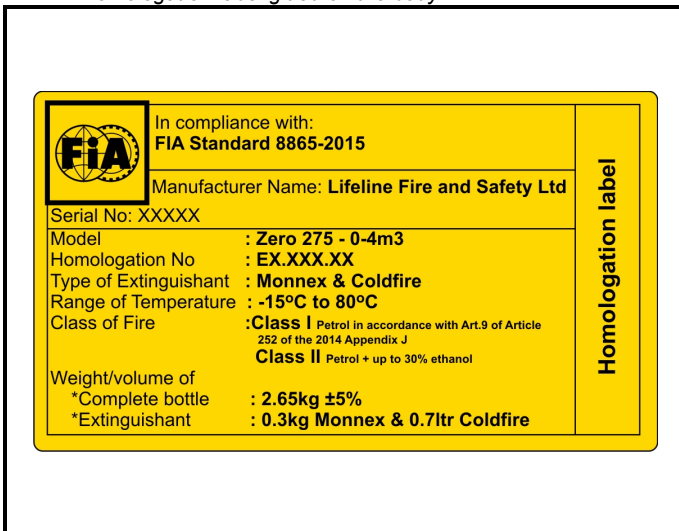 FiA
In compliance with:
FIA Standard 8865-2015
Manufacturer Name: Lifeline Fire and Safety Ltd
Serial No: XXXXX
Model : Zero 275 - 0-4m3
Homologation No : EX.XXX.XX
Type of Extinguishant : Monnex & Coldfire
Range of Temperature : -15ºC to 80ºC
Class of Fire :Class I Petrol in accordance with Art.9 of Article
252 of the 2014 Appendix J
Class II Petrol + up to 30% ethanol
Weight/volume of
*Complete bottle : 2.65kg ±5%
*Extinguishant : 0.3kg Monnex & 0.7ltr Coldfire
Homologation label